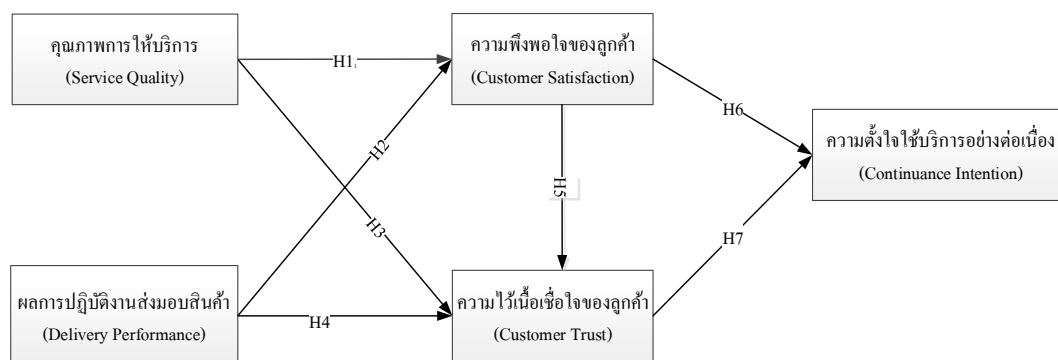 คุณภาพการให้บริการ
(Service Quality)
H1
ความพึงพอใจของลูกค้า
(Customer Satisfaction)
H6
H2
ความตั้งใจใช้บริการอย่างต่อเนื่อง
(Continuance Intention)
H5
H3
H7
ผลการปฏิบัติงานส่งมอบสินค้า
(Delivery Performance)
H4
ความไว้เนื้อเชื่อใจของลูกค้า
(Customer Trust)